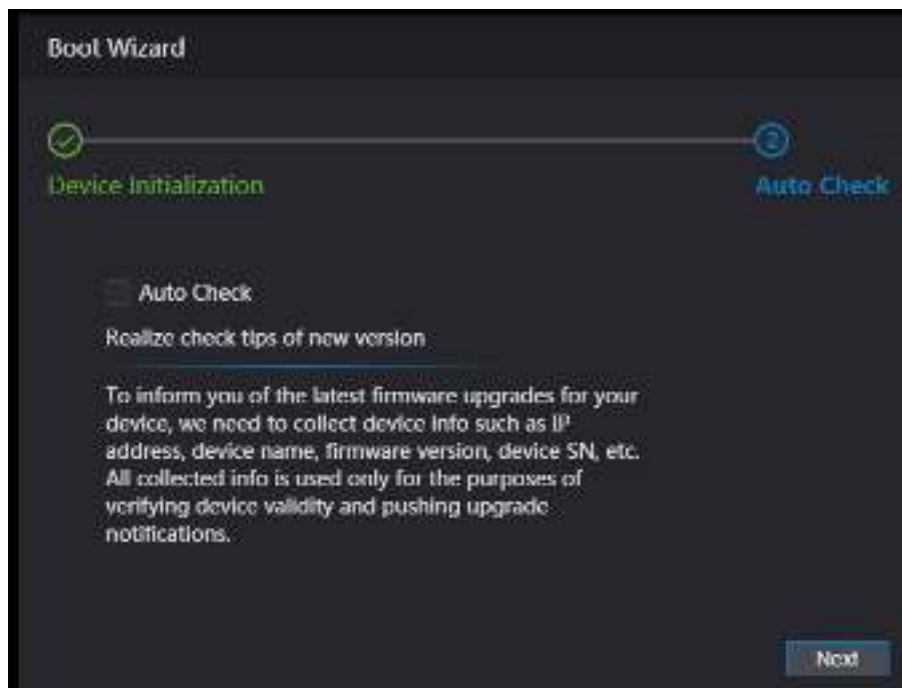 Boot Wizard
2
Device Initialization
Auto Check
Auto Check
Realize check tips of new version
To inform you of the latest firmware upgrades for your
device, we need to collect device info such as IP
address, device name, firmware version, device SN, etc.
All collected info is used only for the purposes of
verifying device validity and pushing upgrade
notifications.
Next